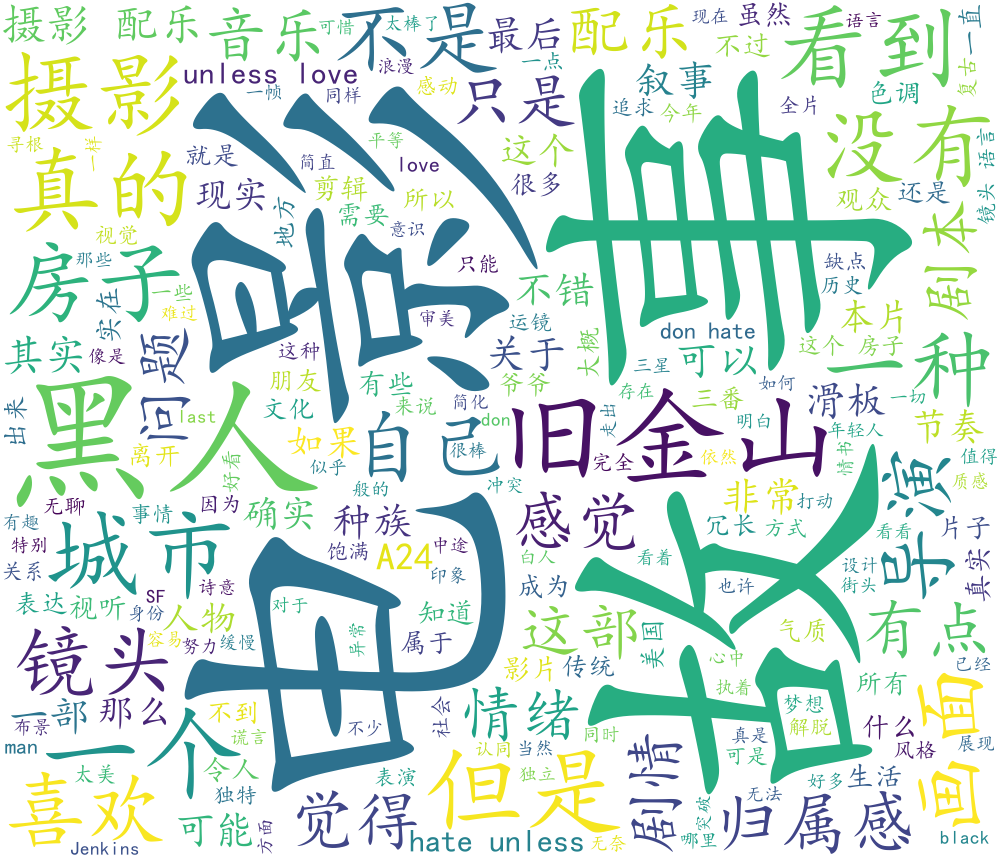 摄影
配乐
音乐
可惜
太棒了
不是
最后
配乐
现在
虽然
语言
看到
一直
复古
浪漫
一点
不过
unless love
一帧
同样
感动
只是
叙事
色调
摄影
追求
今年
全片
没有
寻根
一样
平等
就是
简直
love
这个
很多
观众
还是
镜头 语言
真的
现实
剪辑
所以
需要
地方
意识
电影
故事
剧本
视觉
那些
只能
不错
缺点
历史
房子
一些
难过
实在
审美
运镜
don hate
本片
其实
像是
这种
关于
大概
可以
这个 房子
一种
问题
朋友
有些
爷爷
三星
存在
如何
一切
黑人
文化
来说
简化
三番
滑板
出来
last
如果
自己
don
旧金山
走出
明白
年轻人
节奏
离开
好看
似乎
很棒
完全
依然
情书
值得
无聊
因为
般的
冲突
非常
打动
导演
质感
有趣
事情
确实
种族
感觉
冗长
方式
特别
城市
饱满
A24
中途
白人
看着
看看
片子
关系
诗意
印象
成为
也许
设计
街头
真实
表达
视听
SF
身份
人物
对于
知道
这部
美国
气质
有点
容易
努力
缓慢
异常
属于
镜头
影片
传统
心中
已经
一部
那么
一个
不到
社会
情绪
执着
梦想
所有
布景
谎言
不少
同时
解脱
什么
画面
man
认同
当然
真是
可是
风格
展现
太美
令人
表演
但是
独立
剧情
好多
生活
喜欢
独特
觉得
突破
无法
归属感
可能
方面
hate unless
无奈
哪里
black
Jenkins